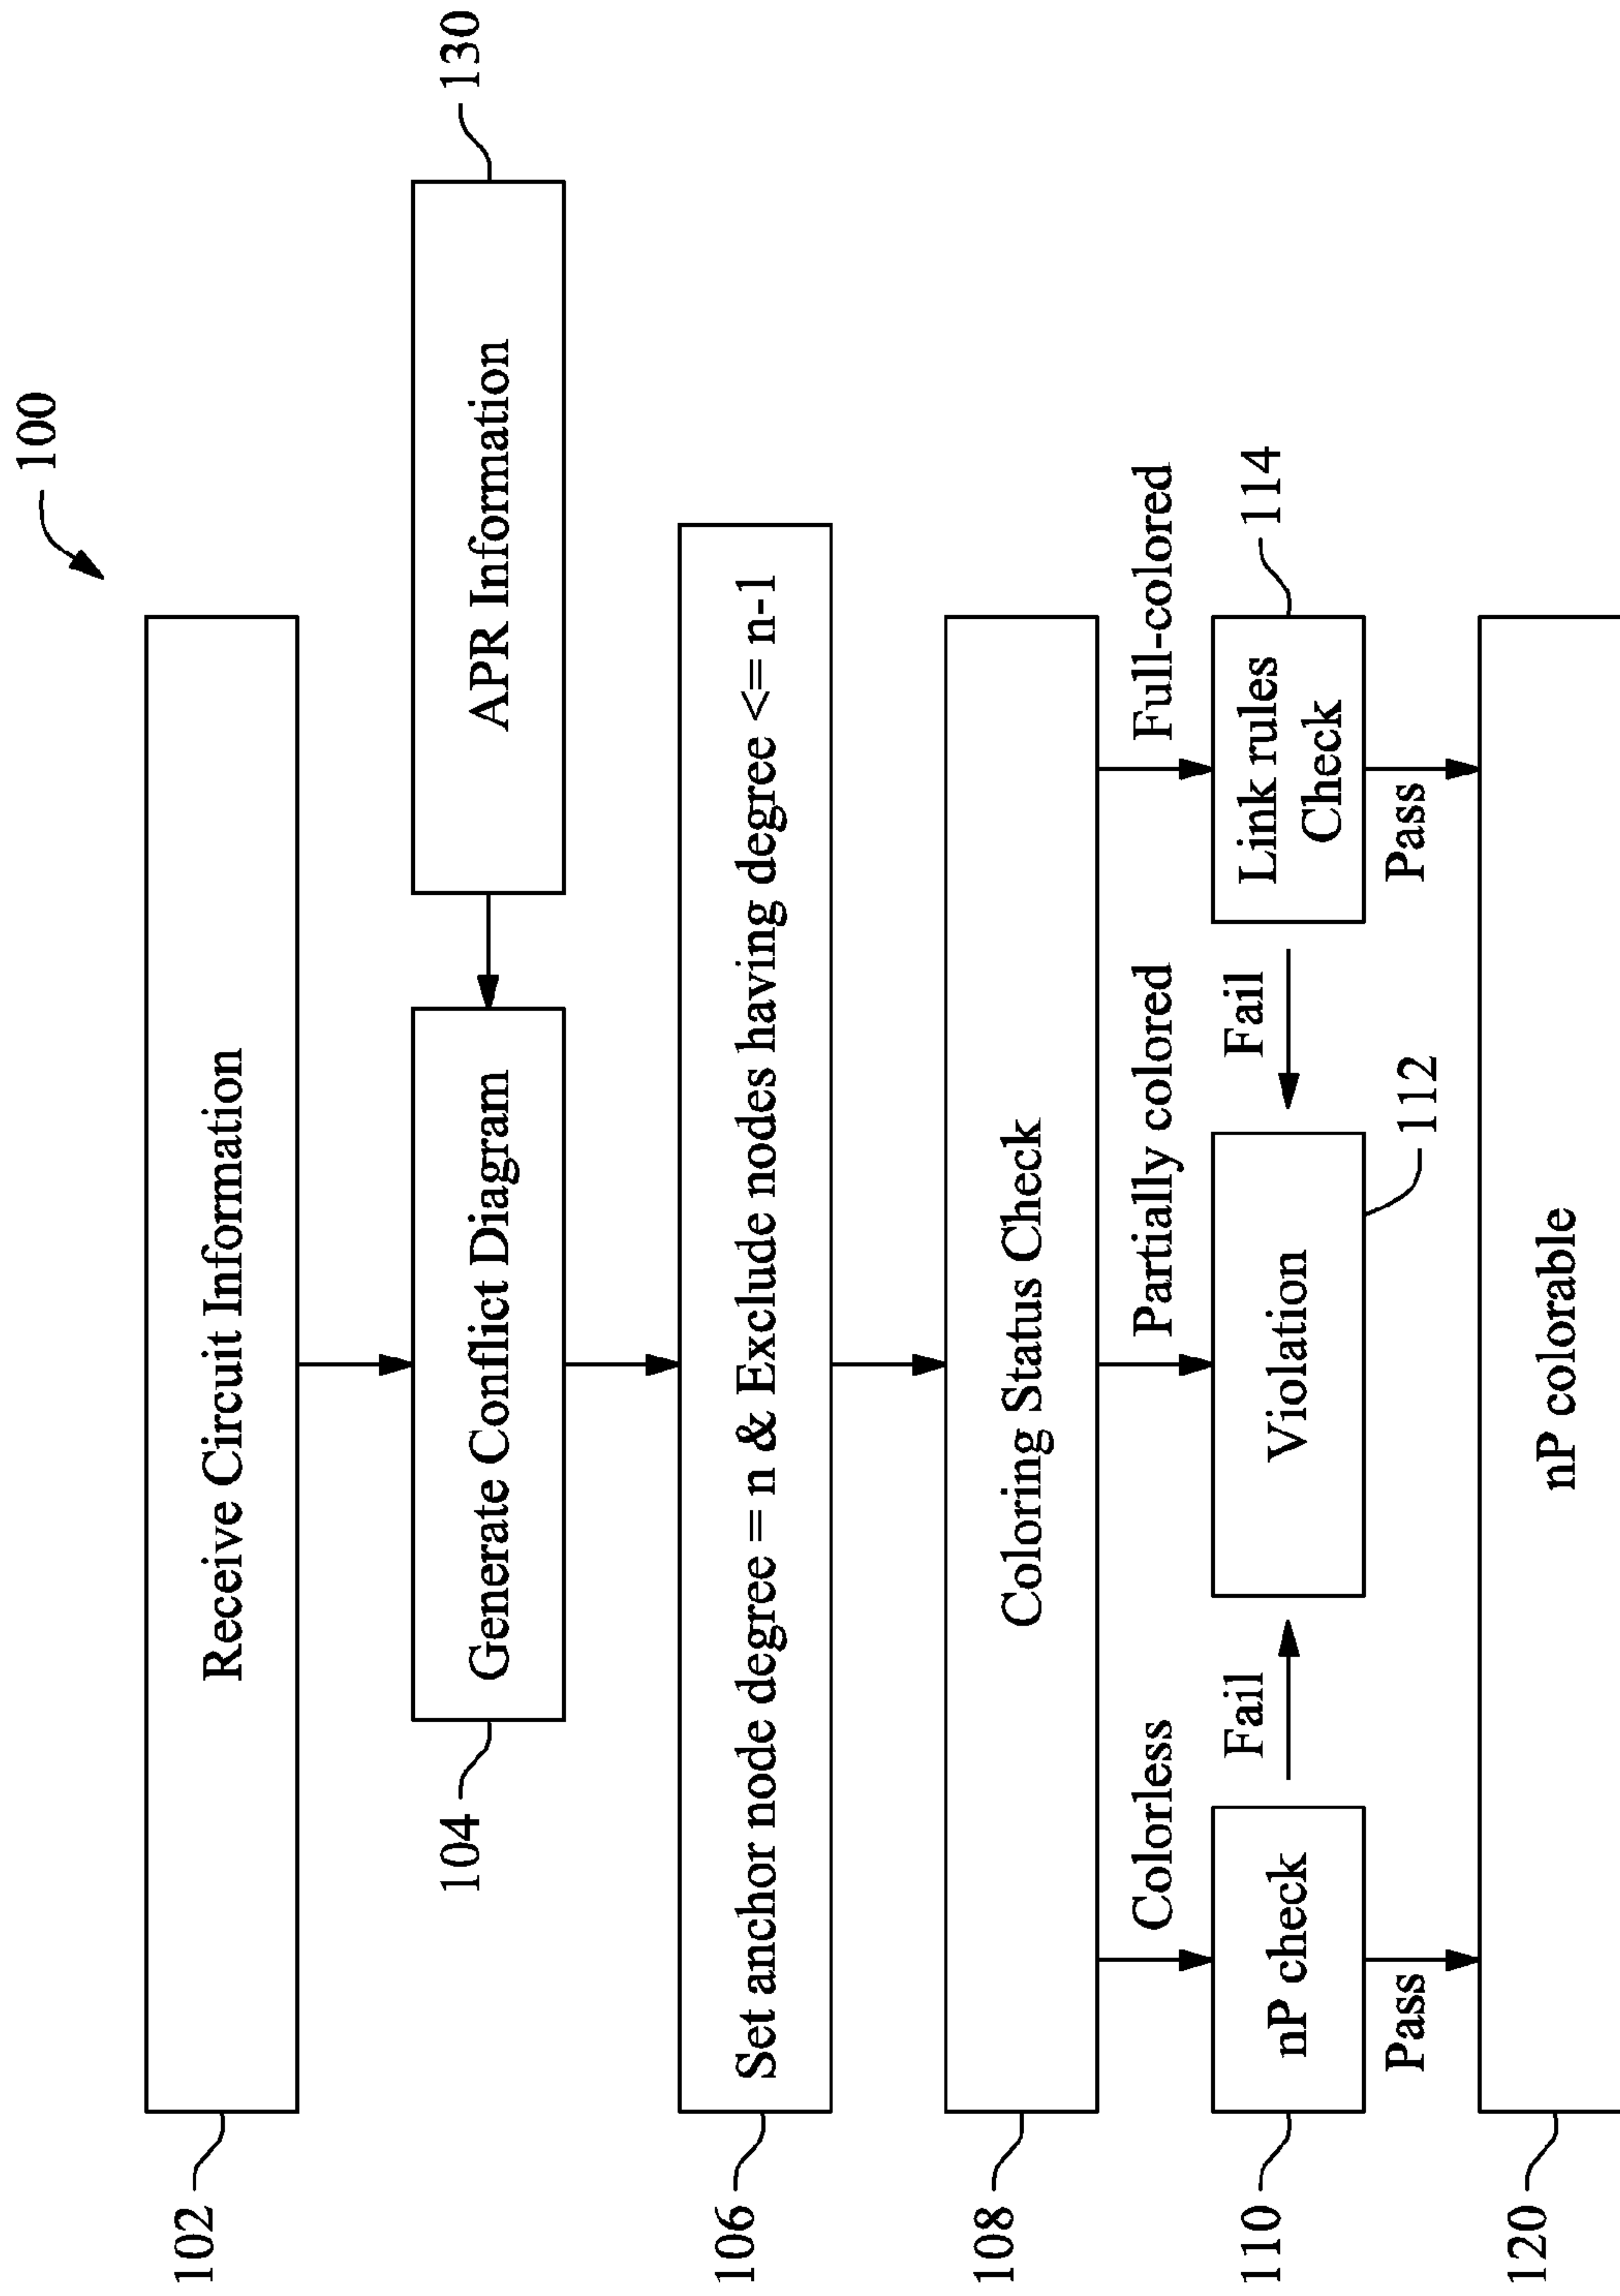 100
102
Receive Circuit Information
104
Generate Conflict Diagram
APR Information
130
106
Set anchor node degree = n & Exclude nodes having degree <= n-1
108
Coloring Status Check
Colorless
Partially colored
Full-colored
110
nP check
Fail
Violation
112
Fail
Link rules
Check
114
Pass
Pass
120
nP colorable